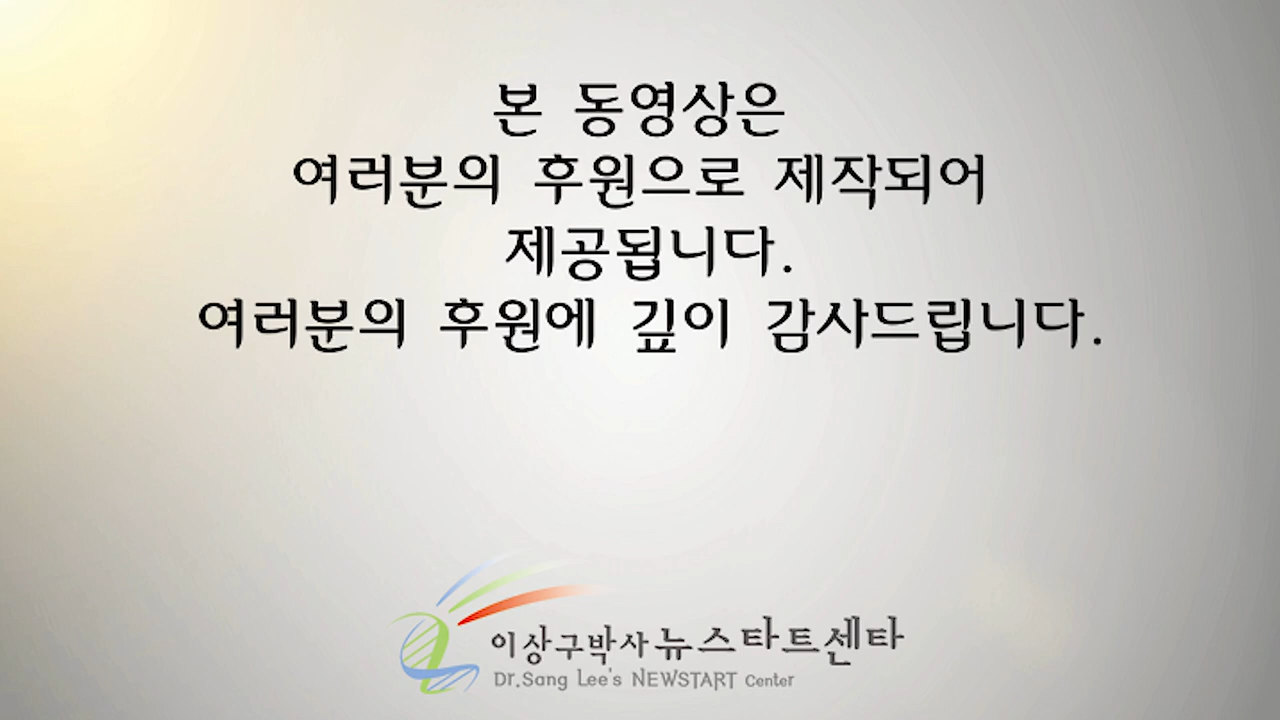 본 동영상은
여러분의 후원으로 제작되어
제공됩니다.
여러분의 후원에 깊이 감사드립니다.
이상구박사 뉴스타트센타
Dr.Sang Lee's NEWSTART Center